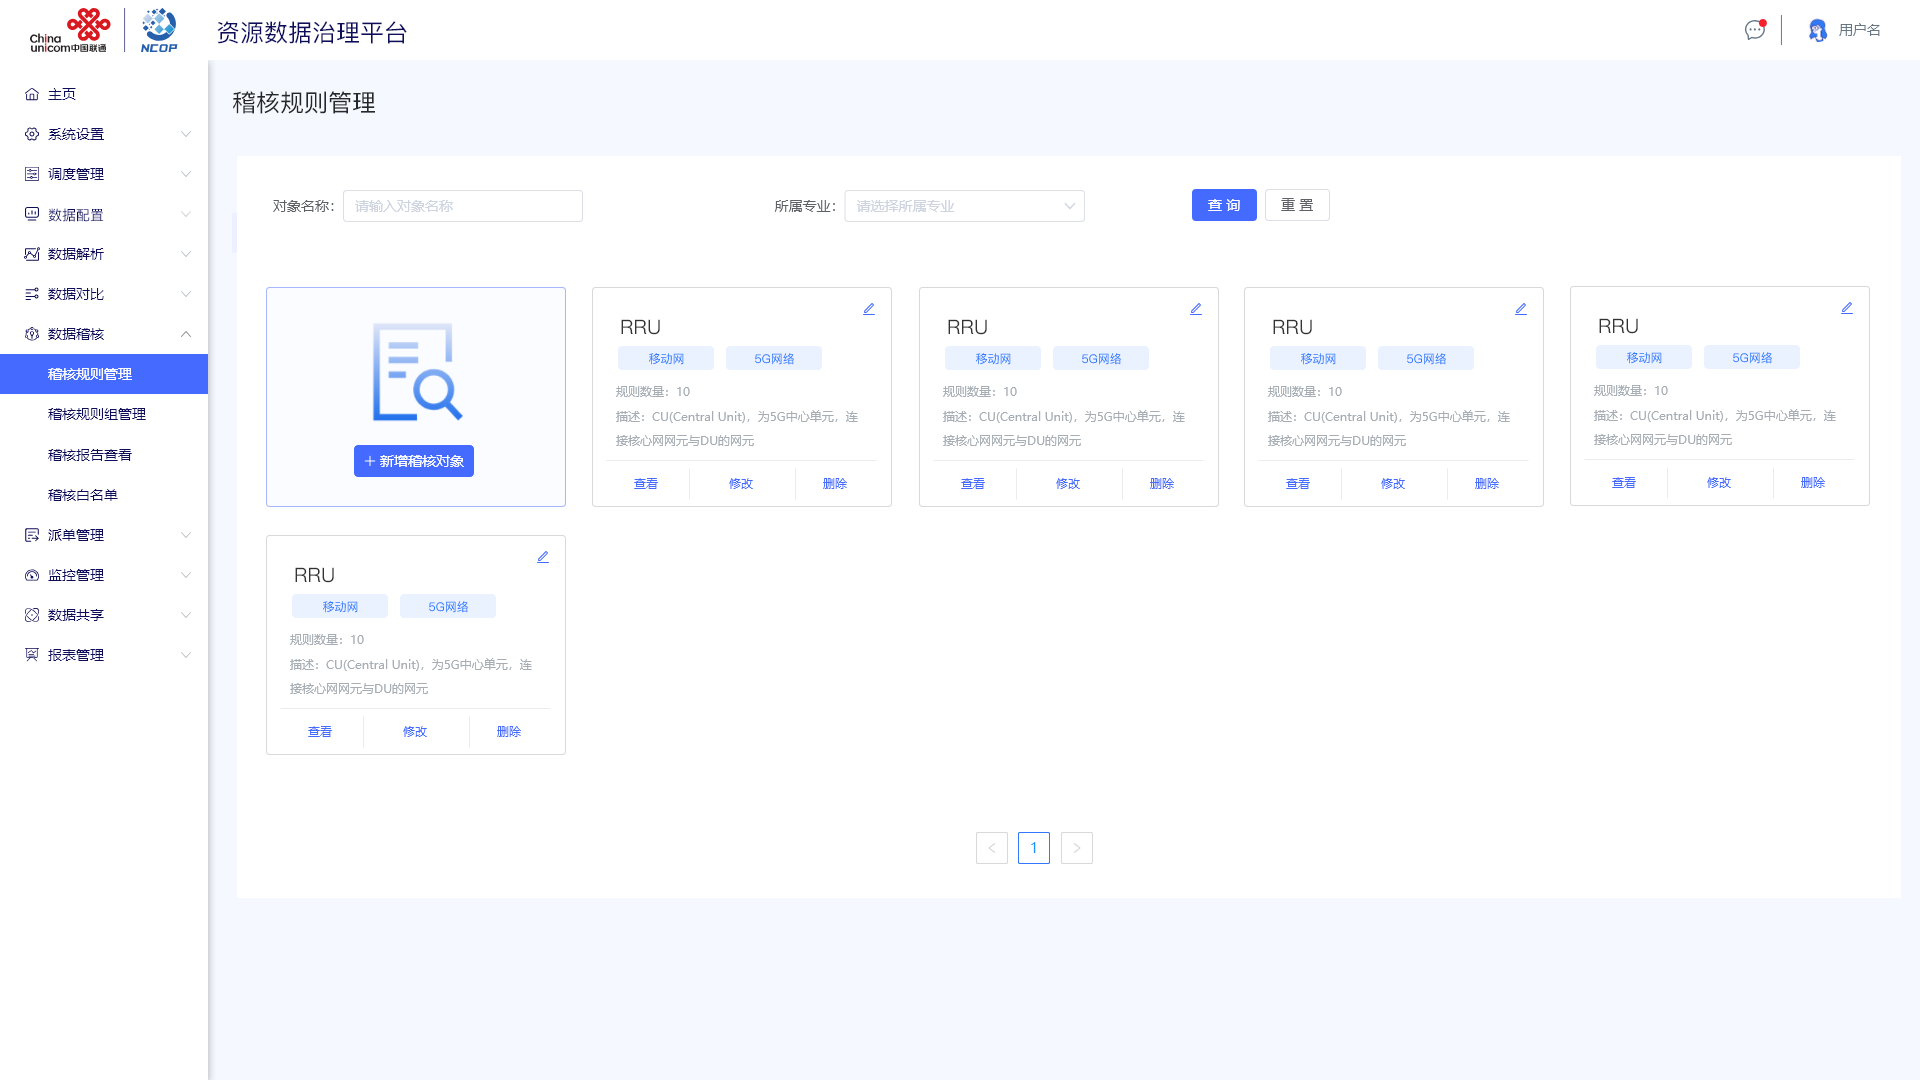 China
unicom中国联通
NCOP
资源数据治理平台
用户名
主页
系统设置
调度管理
数据配置
数据解析
数据对比
数据稽核
稽核规则管理
稽核规则组管理
稽核报告查看
稽核白名单
派单管理
监控管理
数据共享
报表管理
稽核规则管理
对象名称： 请输入对象名称
所属专业： 请选择所属专业
查 询
重 置
+ 新增稽核对象
RRU
移动网 5G网络
规则数量：10
描述：CU(Central Unit)，为5G中心单元，连
接核心网网元与DU的网元
查看 修改 删除
RRU
移动网 5G网络
规则数量：10
描述：CU(Central Unit)，为5G中心单元，连
接核心网网元与DU的网元
查看 修改 删除
RRU
移动网 5G网络
规则数量：10
描述：CU(Central Unit)，为5G中心单元，连
接核心网网元与DU的网元
查看 修改 删除
RRU
移动网 5G网络
规则数量：10
描述：CU(Central Unit)，为5G中心单元，连
接核心网网元与DU的网元
查看 修改 删除
RRU
移动网 5G网络
规则数量：10
描述：CU(Central Unit)，为5G中心单元，连
接核心网网元与DU的网元
查看 修改 删除
< 1 >